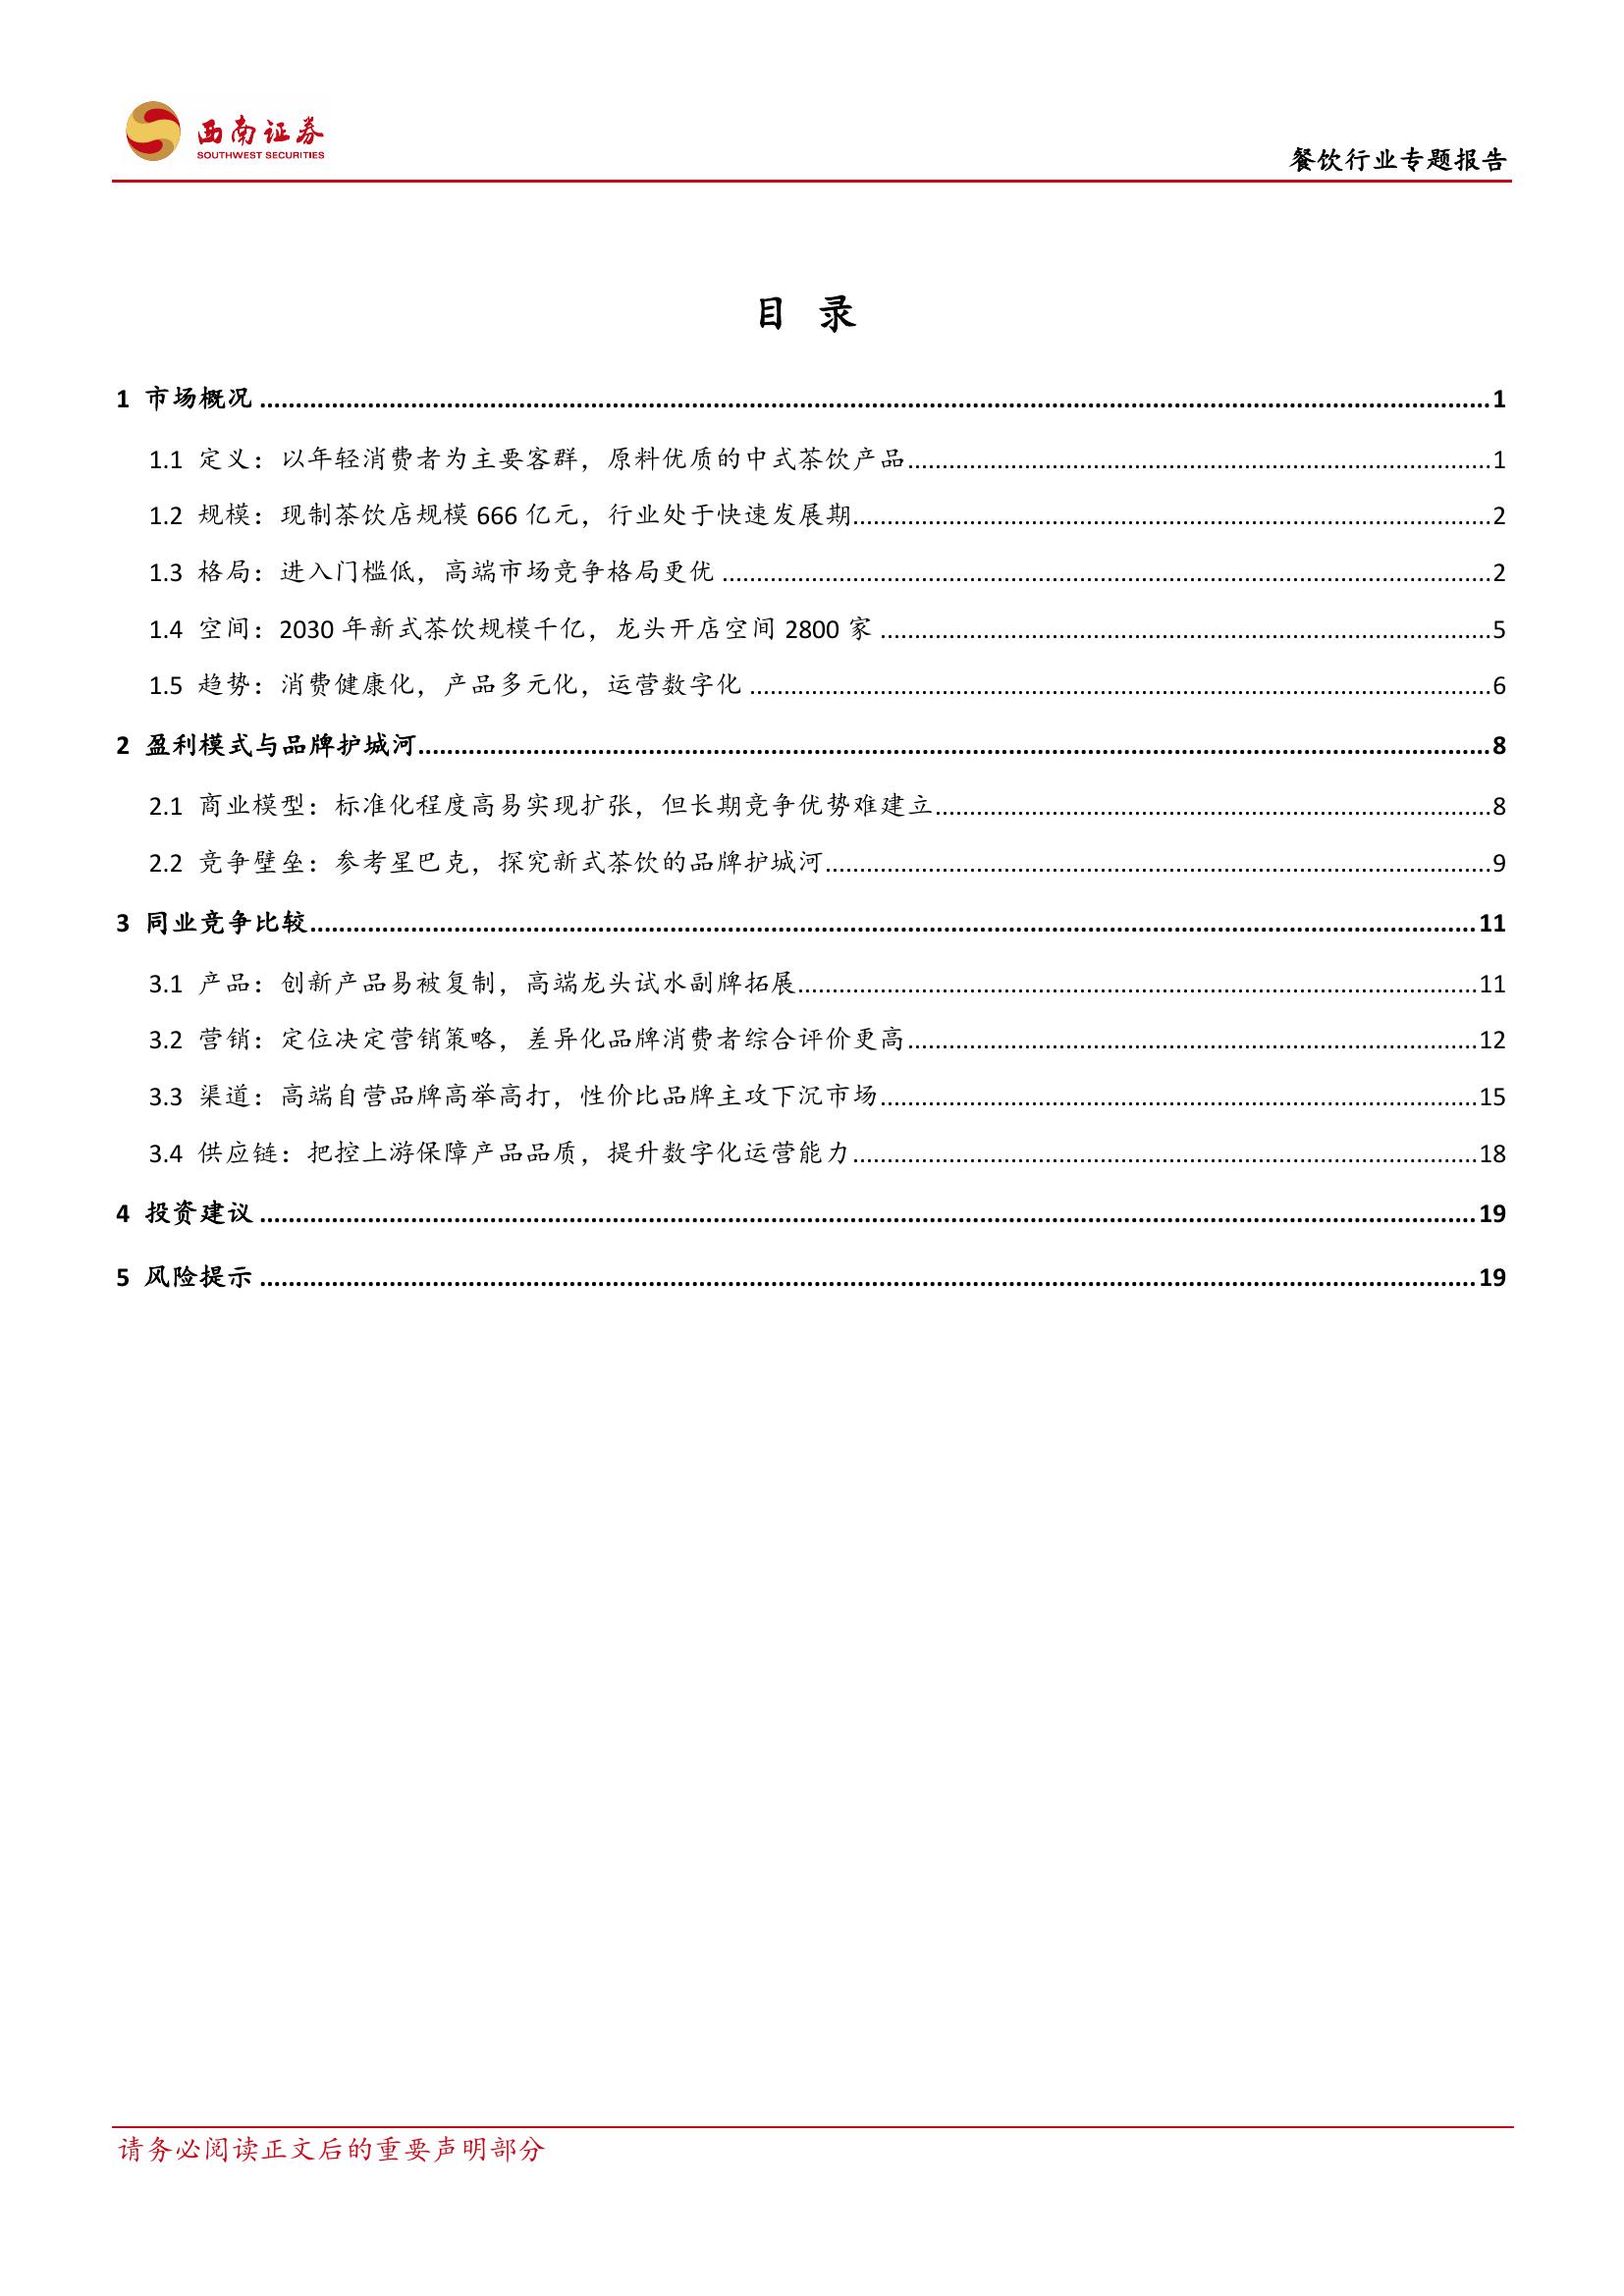 西南证券
SOUTHWEST SECURITIES
餐饮行业专题报告
目 录
1 市场概况 ........................................ 1
1.1 定义：以年轻消费者为主要客群，原料优质的中式茶饮产品 ........................................ 1
1.2 规模：现制茶饮店规模 666 亿元，行业处于快速发展期 ........................................ 2
1.3 格局：进入门槛低，高端市场竞争格局更优 ........................................ 2
1.4 空间：2030 年新式茶饮规模千亿，龙头开店空间 2800 家 ........................................ 5
1.5 趋势：消费健康化，产品多元化，运营数字化 ........................................ 6
2 盈利模式与品牌护城河 ........................................ 8
2.1 商业模型：标准化程度高易实现扩张，但长期竞争优势难建立 ........................................ 8
2.2 竞争壁垒：参考星巴克，探究新式茶饮的品牌护城河 ........................................ 9
3 同业竞争比较 ........................................ 11
3.1 产品：创新产品易被复制，高端龙头试水副牌拓展 ........................................ 11
3.2 营销：定位决定营销策略，差异化品牌消费者综合评价更高 ........................................ 12
3.3 渠道：高端自营品牌高举高打，性价比品牌主攻下沉市场 ........................................ 15
3.4 供应链：把控上游保障产品品质，提升数字化运营能力 ........................................ 18
4 投资建议 ........................................ 19
5 风险提示 ........................................ 19
请务必阅读正文后的重要声明部分